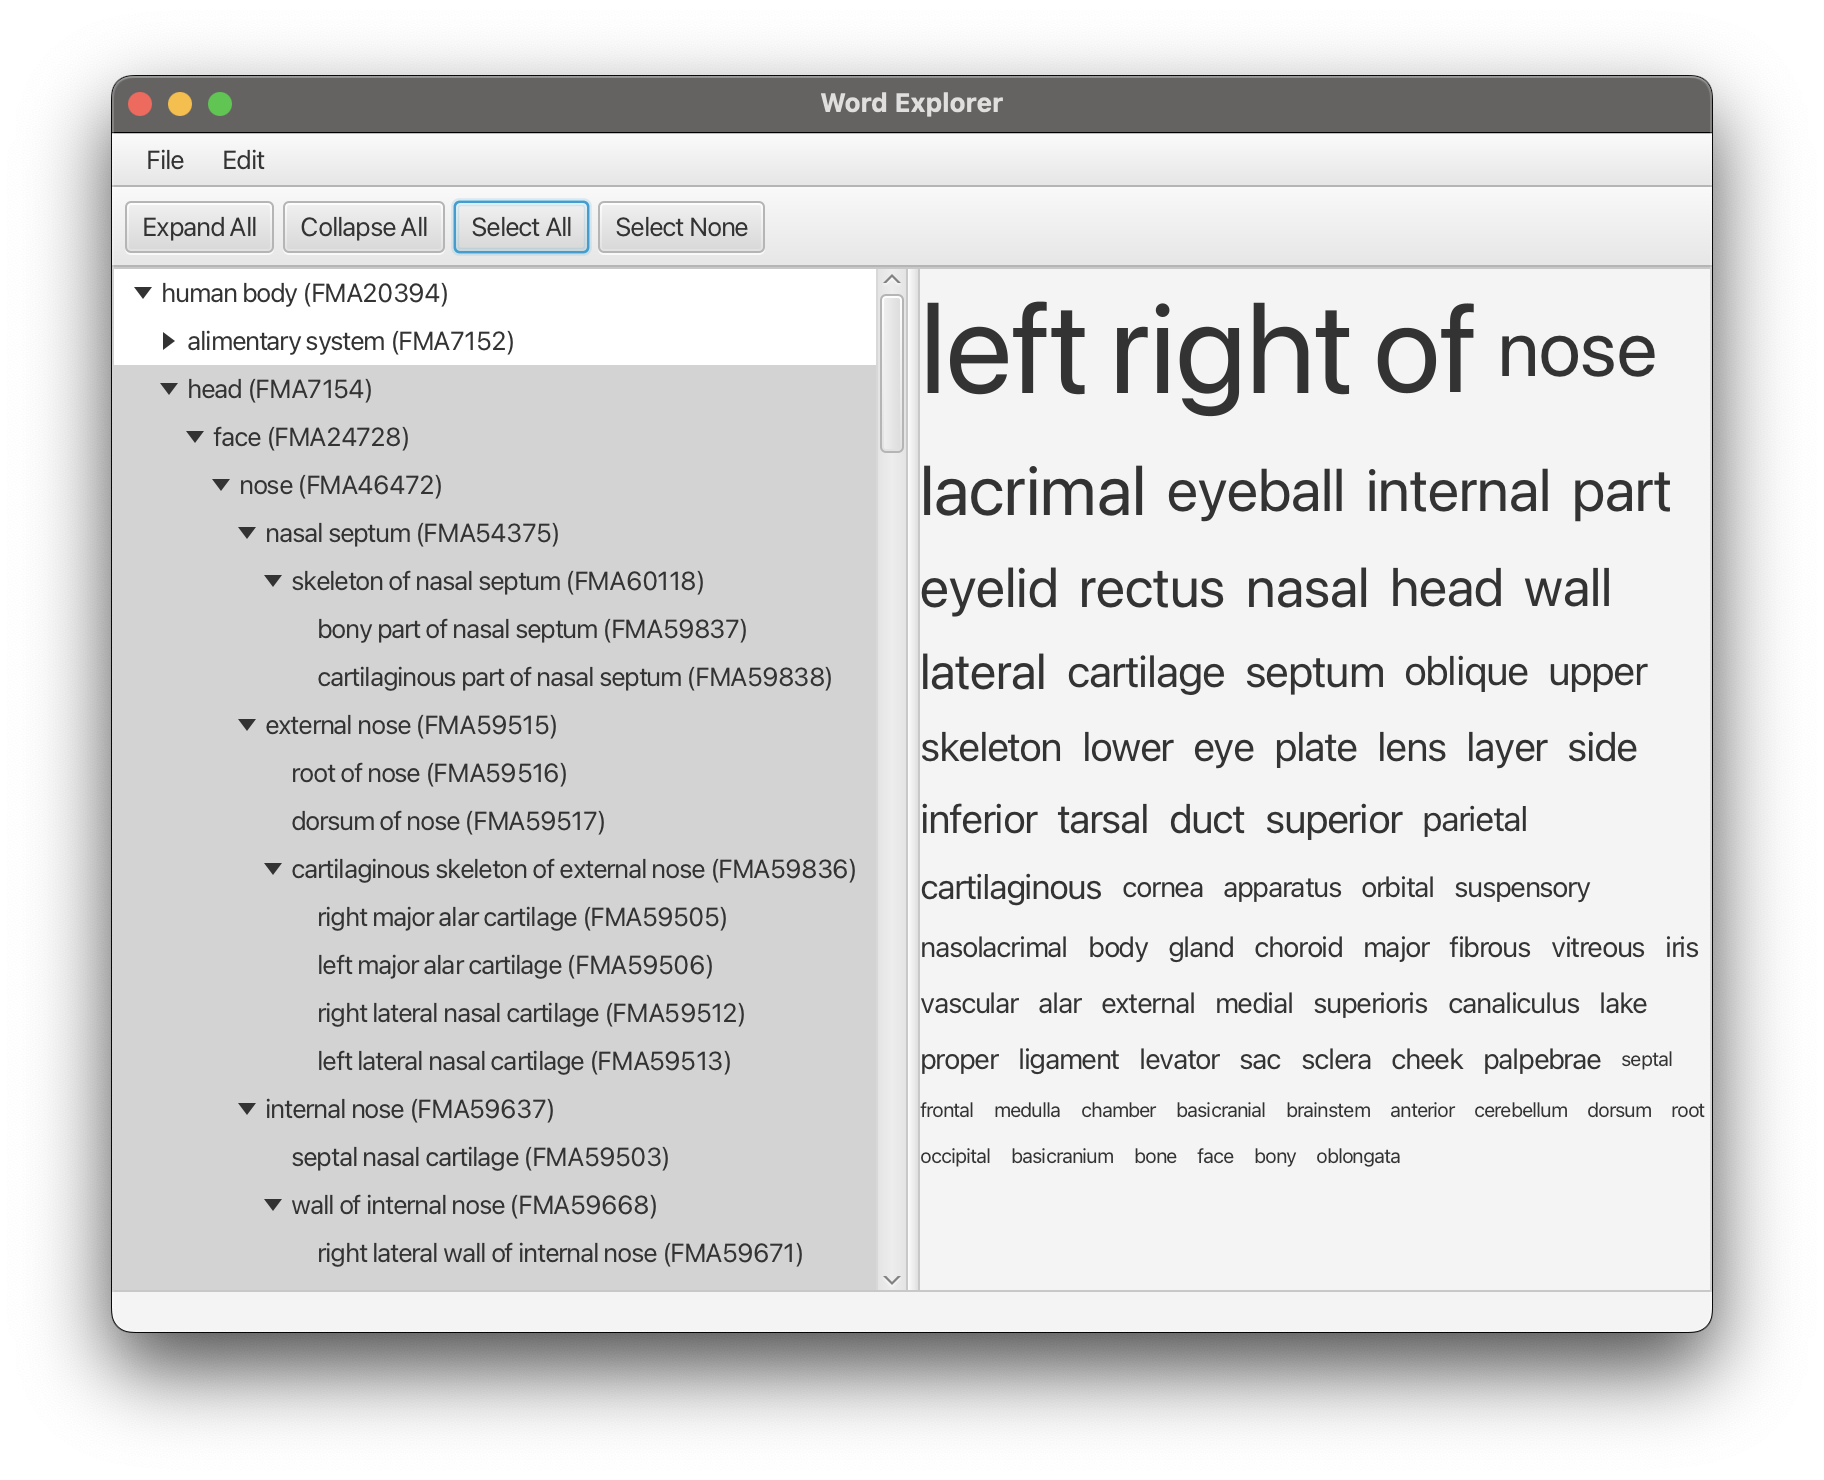 Word Explorer
File Edit
Expand All Collapse All Select All Select None
human body (FMA20394)
alimentary system (FMA7152)
head (FMA7154)
face (FMA24728)
nose (FMA46472)
nasal septum (FMA54375)
skeleton of nasal septum (FMA60118)
bony part of nasal septum (FMA59837)
cartilaginous part of nasal septum (FMA59838)
external nose (FMA59515)
root of nose (FMA59516)
dorsum of nose (FMA59517)
cartilaginous skeleton of external nose (FMA59836)
right major alar cartilage (FMA59505)
left major alar cartilage (FMA59506)
right lateral nasal cartilage (FMA59512)
left lateral nasal cartilage (FMA59513)
internal nose (FMA59637)
septal nasal cartilage (FMA59503)
wall of internal nose (FMA59668)
right lateral wall of internal nose (FMA59671)
left right of nose
lacrimal eyeball internal part
eyelid rectus nasal head wall
lateral cartilage septum oblique upper
skeleton lower eye plate lens layer side
inferior tarsal duct superior parietal
cartilaginous cornea apparatus orbital suspensory
nasolacrimal body gland choroid major fibrous vitreous iris
vascular alar external medial superioris canaliculus lake
proper ligament levator sac sclera cheek palpebrae septal
frontal medulla chamber basicranial brainstem anterior cerebellum dorsum root
occipital basicranium bone face bony oblongata